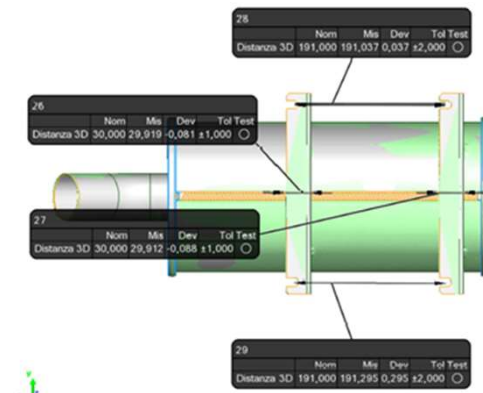 28
Nom Mis Dev Tol Test
Distanza 3D 191,000 191,037 0,037 ±2,000
26
Nom Mis Dev Tol Test
Distanza 3D 30,000 29,919 -0,081 ±1,000
27
Nom Mis Dev Tol Test
Distanza 3D 30,000 29,912 -0,088 ±1,000
29
Nom Mis Dev Tol Test
Distanza 3D 191,000 191,295 0,295 ±2,000